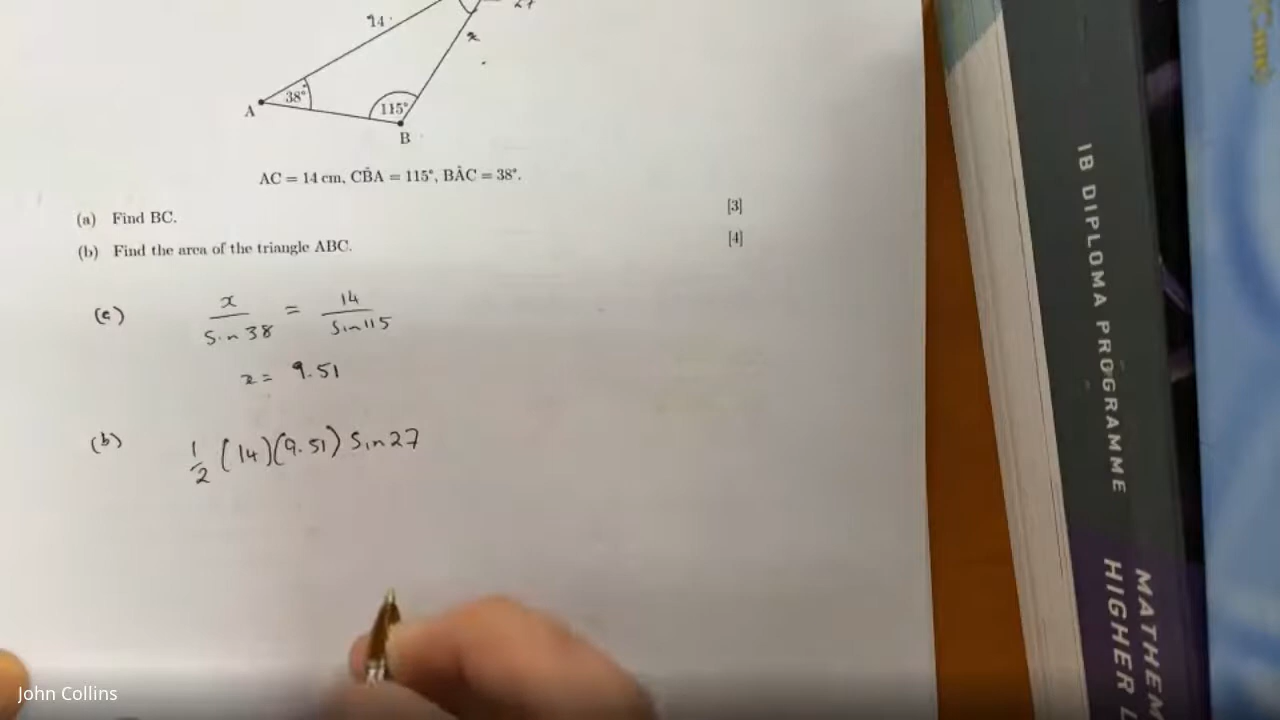 14
27
x
38°
A
115°
B
AC = 14 cm, CB̂A = 115°, BÂC = 38°.
(a) Find BC. [3]
(b) Find the area of the triangle ABC. [4]
(a) x/Sin 38 = 14/Sin 115
x = 9.51
(b) 1/2 (14)(9.51) Sin 27
IB DIPLOMA PROGRAMME
MATHEM
HIGHER L
John Collins